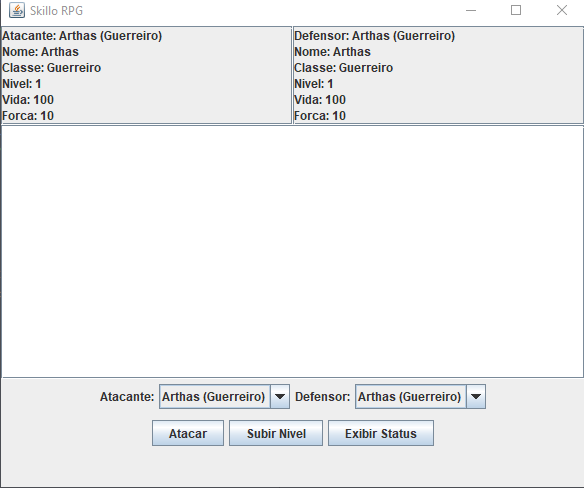 Skillo RPG
Atacante: Arthas (Guerreiro)
Nome: Arthas
Classe: Guerreiro
Nivel: 1
Vida: 100
Forca: 10
Defensor: Arthas (Guerreiro)
Nome: Arthas
Classe: Guerreiro
Nivel: 1
Vida: 100
Forca: 10
Atacante: Arthas (Guerreiro) Defensor: Arthas (Guerreiro)
Atacar Subir Nivel Exibir Status